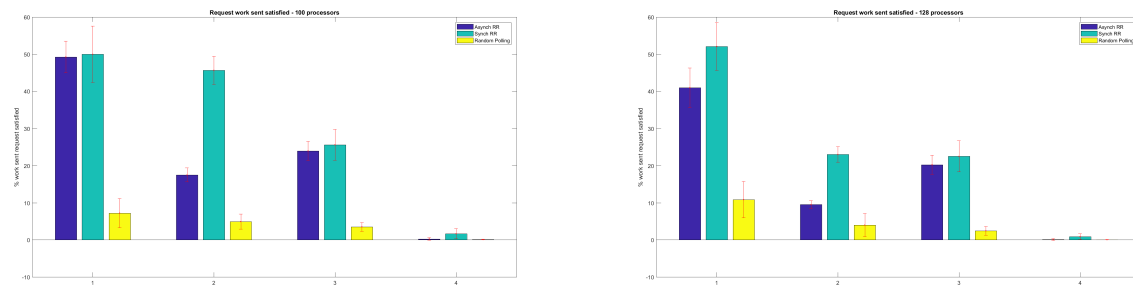 Request work sent satisfied - 100 processors
Asynch RR
Synch RR
Random Polling
% work sent request satisfied
60
50
40
30
20
10
0
-10
1 2 3 4
Request work sent satisfied - 128 processors
Asynch RR
Synch RR
Random Polling
% work sent request satisfied
60
50
40
30
20
10
0
-10
1 2 3 4